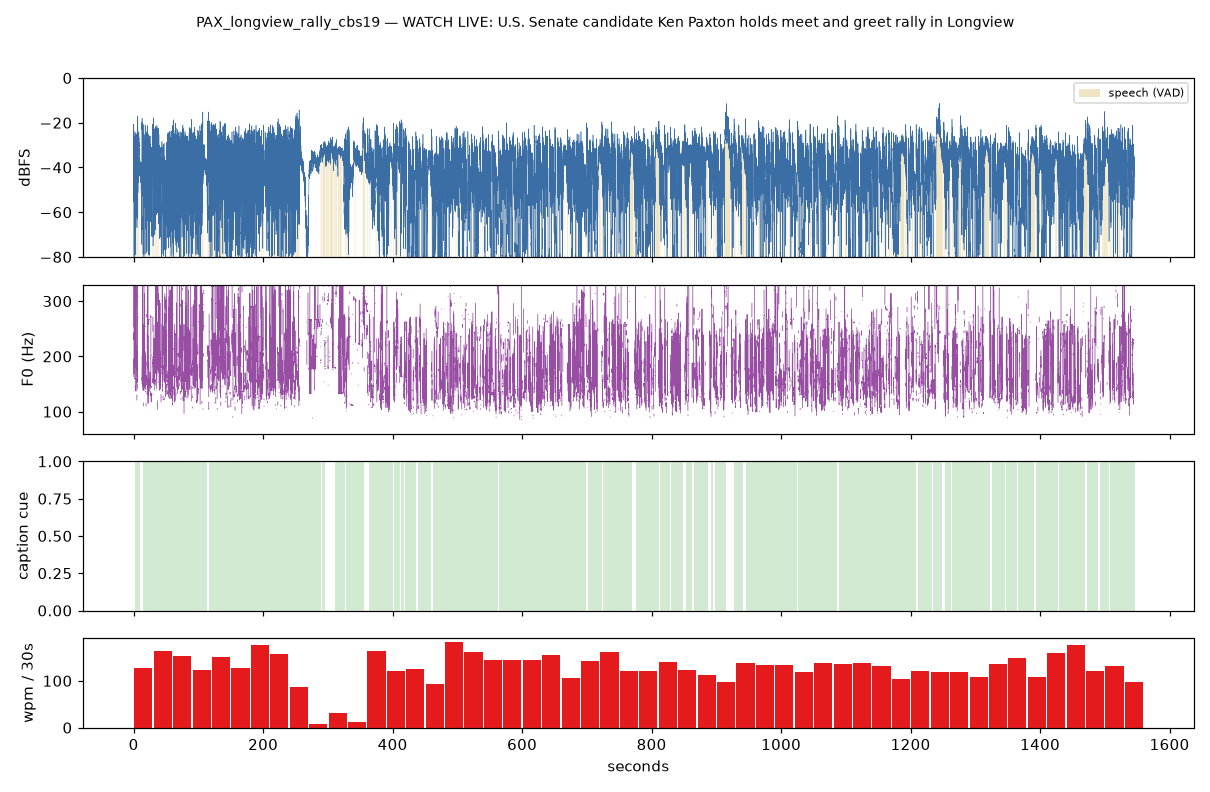 PAX_longview_rally_cbs19 — WATCH LIVE: U.S. Senate candidate Ken Paxton holds meet and greet rally in Longview
0
−20
−40
−60
−80
dBFS
speech (VAD)
300
200
100
F0 (Hz)
1.00
0.75
0.50
0.25
0.00
caption cue
100
0
wpm / 30s
0 200 400 600 800 1000 1200 1400 1600
seconds